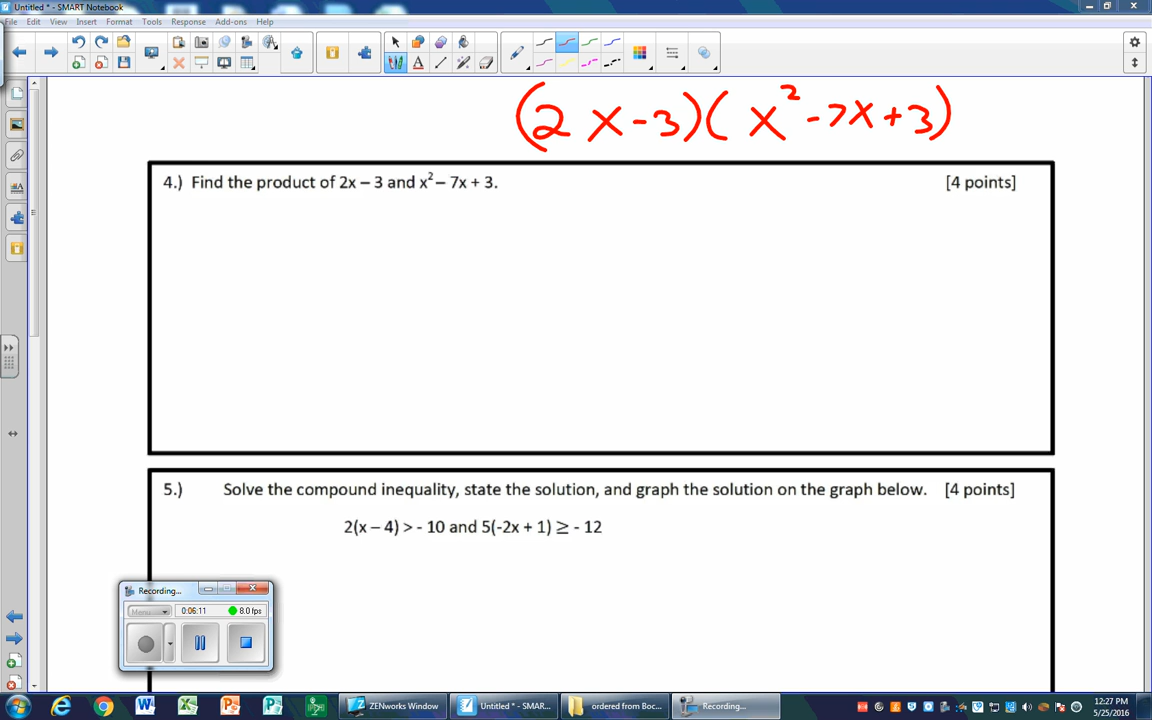 Untitled * - SMART Notebook
File Edit View Insert Format Tools Response Add-ons Help
(2x-3)(x²-7x+3)
4.) Find the product of 2x – 3 and x² – 7x + 3. [4 points]
5.) Solve the compound inequality, state the solution, and graph the solution on the graph below. [4 points]
2(x – 4) > - 10 and 5(-2x + 1) ≥ - 12
Recording...
Menu 0:06:11 8.0 fps
ZENworks Window Untitled * - SMAR... ordered from Boc... Recording...
12:27 PM
5/25/2016